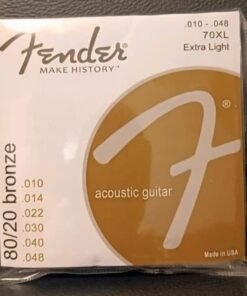 Fender
MAKE HISTORY™
.010 - .048
70XL
Extra Light
F
®
acoustic guitar
80/20 bronze
.010
.014
.022
.030
.040
.048
Made in USA